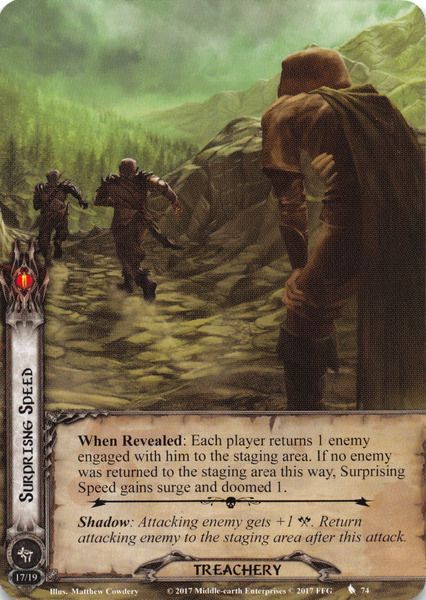 SURPRISNG SPEED
When Revealed: Each player returns 1 enemy
engaged with him to the staging area. If no enemy
was returned to the staging area this way, Surprising
Speed gains surge and doomed 1.
Shadow: Attacking enemy gets +1 . Return
attacking enemy to the staging area after this attack.
17/19
TREACHERY
Illus. Matthew Cowdery © 2017 Middle-earth Enterprises © 2017 FFG 74